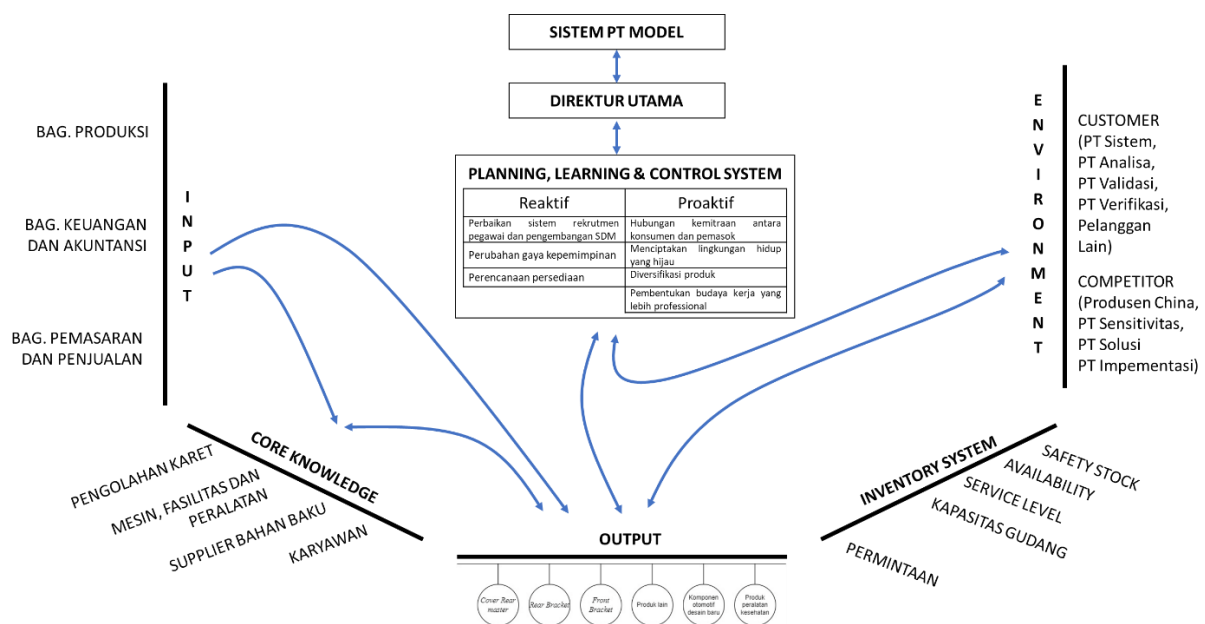 SISTEM PT MODEL
DIREKTUR UTAMA
PLANNING, LEARNING & CONTROL SYSTEM
Reaktif
Proaktif
Perbaikan sistem rekrutmen
pegawai dan pengembangan SDM
Hubungan kemitraan antara
konsumen dan pemasok
Perubahan gaya kepemimpinan
Menciptakan lingkungan hidup
yang hijau
Perencanaan persediaan
Diversifikasi produk
Pembentukan budaya kerja yang
lebih professional
BAG. PRODUKSI
BAG. KEUANGAN
DAN AKUNTANSI
BAG. PEMASARAN
DAN PENJUALAN
INPUT
ENVIRONMENT
CUSTOMER
(PT Sistem,
PT Analisa,
PT Validasi,
PT Verifikasi,
Pelanggan
Lain)
COMPETITOR
(Produsen China,
PT Sensitivitas,
PT Solusi
PT Impementasi)
CORE KNOWLEDGE
PENGOLAHAN KARET
MESIN, FASILITAS DAN
PERALATAN
SUPPLIER BAHAN BAKU
KARYAWAN
INVENTORY SYSTEM
SAFETY STOCK
AVAILABILITY
SERVICE LEVEL
KAPASITAS GUDANG
PERMINTAAN
OUTPUT
Cover Rear
master
Rear Bracket
Front
Bracket
Produk lain
Komponen
otomotif
desain baru
Produk
peralatan
kesehatan